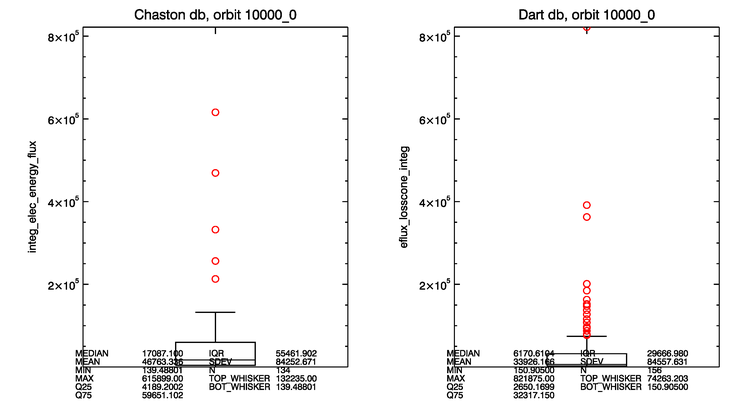 Chaston db, orbit 10000_0
8×10⁵
6×10⁵
4×10⁵
2×10⁵
integ_elec_energy_flux
MEDIAN 17087.100 IQR 55461.902
MEAN 46763.336 SDEV 84252.671
MIN 139.48801 N 134
MAX 615899.00 TOP_WHISKER 132235.00
Q25 4189.2002 BOT_WHISKER 139.48801
Q75 59651.102
Dart db, orbit 10000_0
8×10⁵
6×10⁵
4×10⁵
2×10⁵
eflux_losscone_integ
MEDIAN 6170.6104 IQR 29666.980
MEAN 33926.166 SDEV 84557.631
MIN 150.90500 N 156
MAX 821875.00 TOP_WHISKER 74263.203
Q25 2650.1699 BOT_WHISKER 150.90500
Q75 32317.150